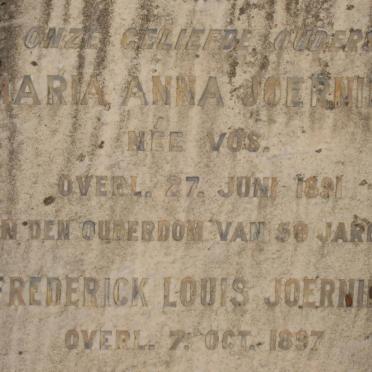 ONZE GELIEFDE OUDERS
MARIA ANNA JOERNI
NÉE VOS.
OVERL. 27. JUNI 1891
IN DEN OUDERDOM VAN 50 JAR
FREDERICK LOUIS JOERNI
OVERL. 7. OCT. 1897